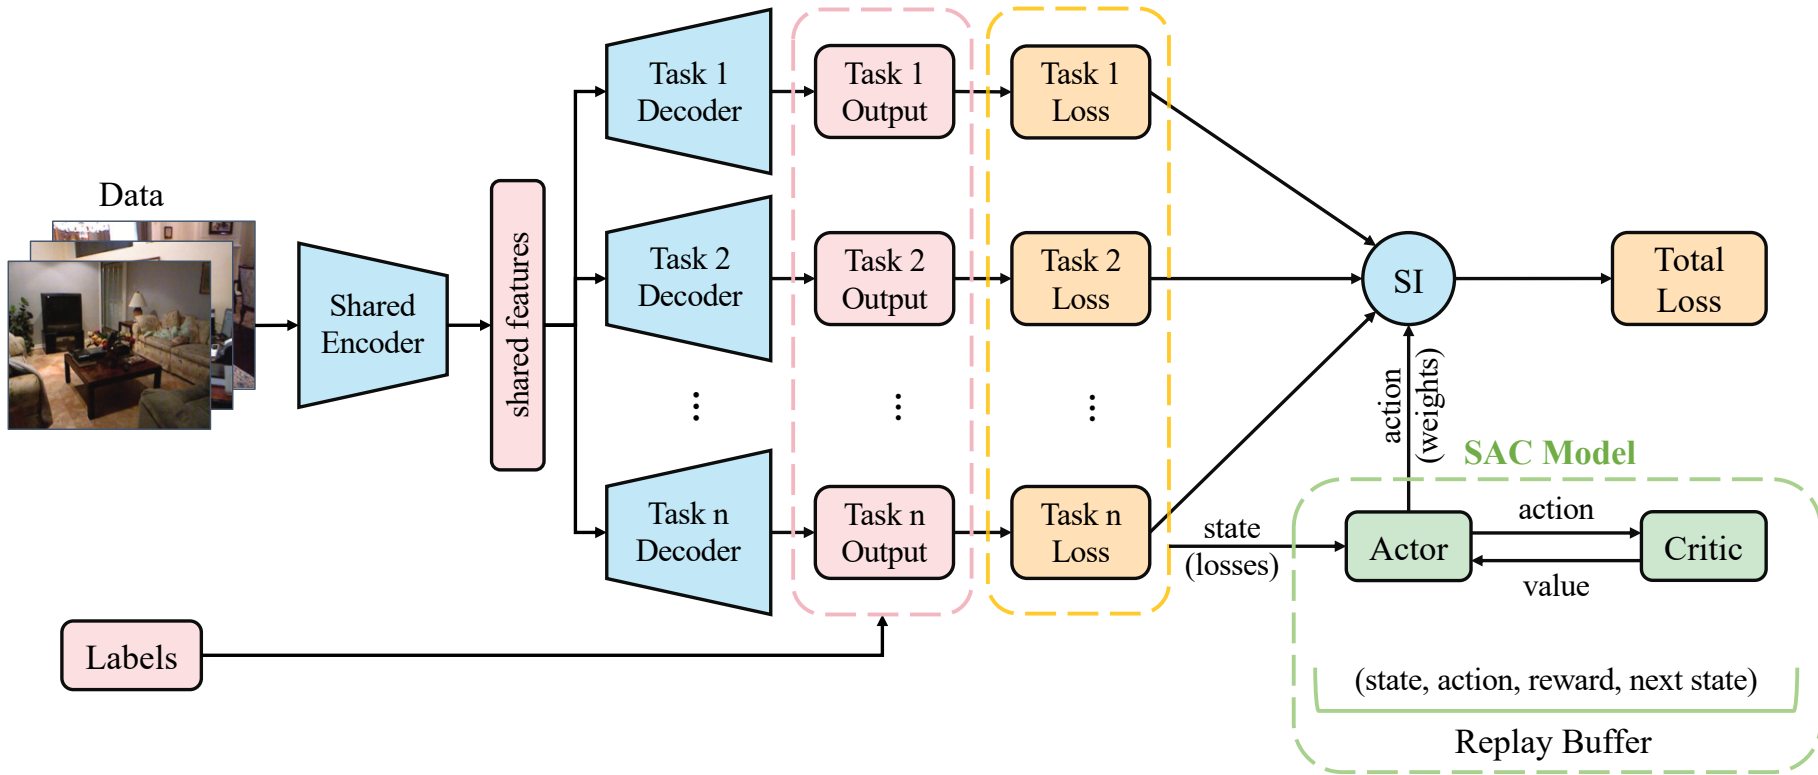 Data
Shared
Encoder
shared features
Task 1
Decoder
Task 1
Output
Task 1
Loss
Task 2
Decoder
Task 2
Output
Task 2
Loss
...
...
...
Task n
Decoder
Task n
Output
Task n
Loss
SI
Total
Loss
action
(weights)
SAC Model
state
(losses)
Actor
action
value
Critic
(state, action, reward, next state)
Replay Buffer
Labels